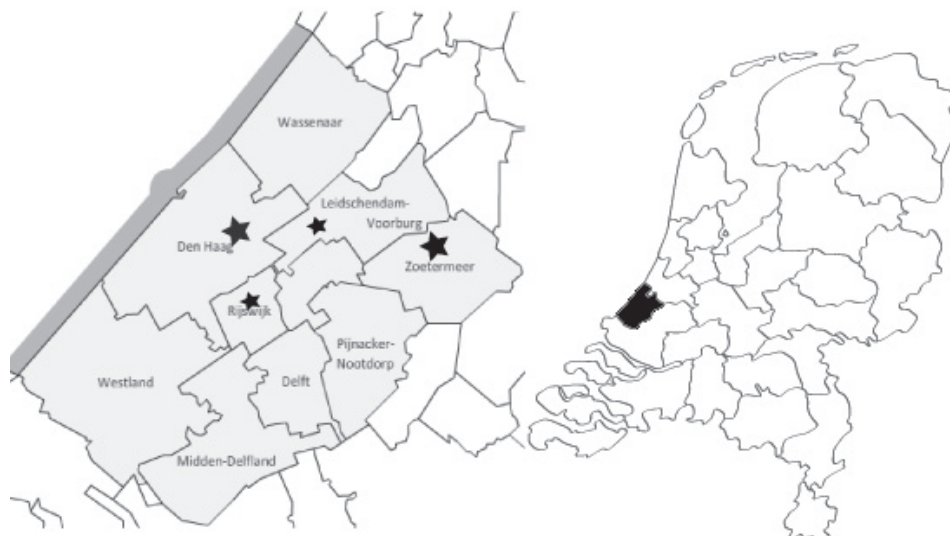 Wassenaar
Leidschendam-
Voorburg
Den Haag
Zoetermeer
Rijswijk
Pijnacker-
Nootdorp
Westland
Delft
Midden-Delfland